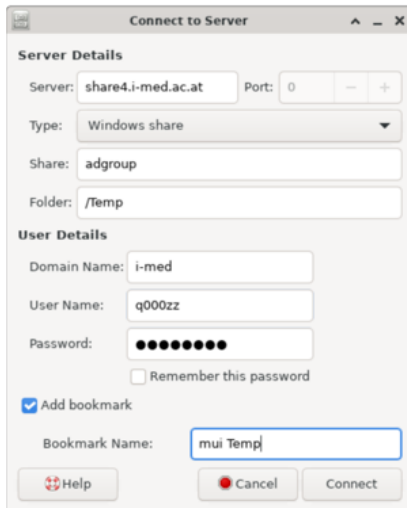 Connect to Server
Server Details
Server: share4.i-med.ac.at Port: 0
Type: Windows share
Share: adgroup
Folder: /Temp
User Details
Domain Name: i-med
User Name: q000zz
Password: ●●●●●●●●
Remember this password
Add bookmark
Bookmark Name: mui Temp
Help Cancel Connect